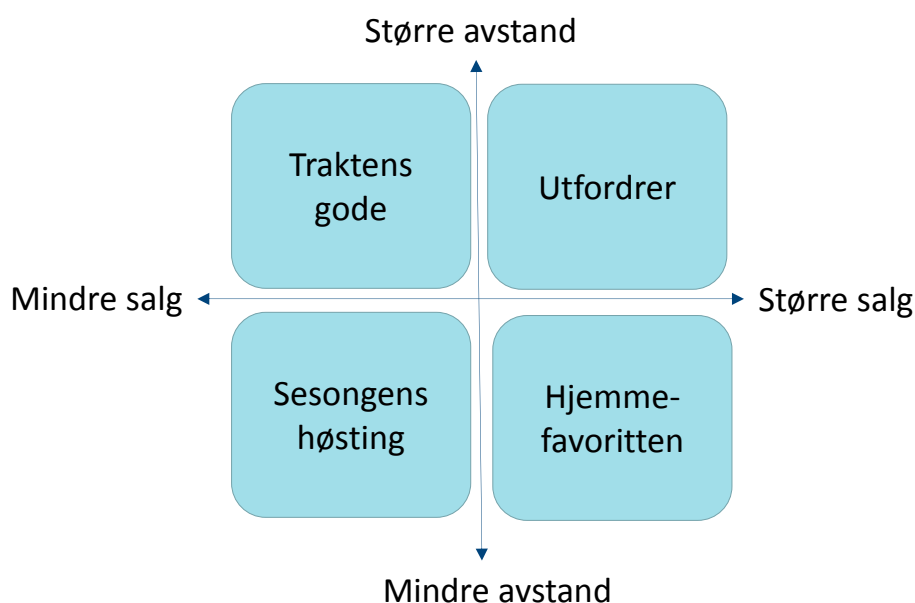 Større avstand
Traktens
gode
Utfordrer
Mindre salg
Større salg
Sesongens
høsting
Hjemme-
favoritten
Mindre avstand